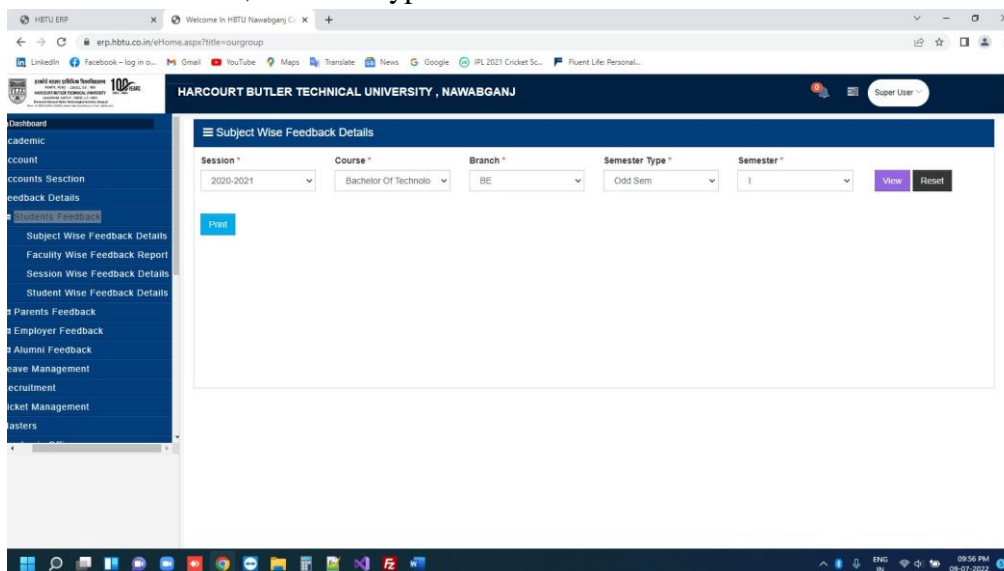 HBTU ERP
Welcome In HBTU Nawabganj C
erp.hbtu.co.in/eHome.aspx?title=ourgroup
LinkedIn Facebook – log in o... Gmail YouTube Maps Translate News Google IPL 2021 Cricket Sc... Fluent Life: Personal...
100 YEARS
HARCOURT BUTLER TECHNICAL UNIVERSITY , NAWABGANJ
Super User
Dashboard
cademic
ccount
ccounts Sesction
eedback Details
Students Feedback
Subject Wise Feedback Details
Faculity Wise Feedback Report
Session Wise Feedback Details
Student Wise Feedback Details
Parents Feedback
Employer Feedback
Alumni Feedback
eave Management
ecruitment
icket Management
asters
Subject Wise Feedback Details
Session * Course * Branch * Semester Type * Semester *
2020-2021 Bachelor Of Technolo BE Odd Sem I View Reset
Print
ENG IN 09:56 PM 09-07-2022